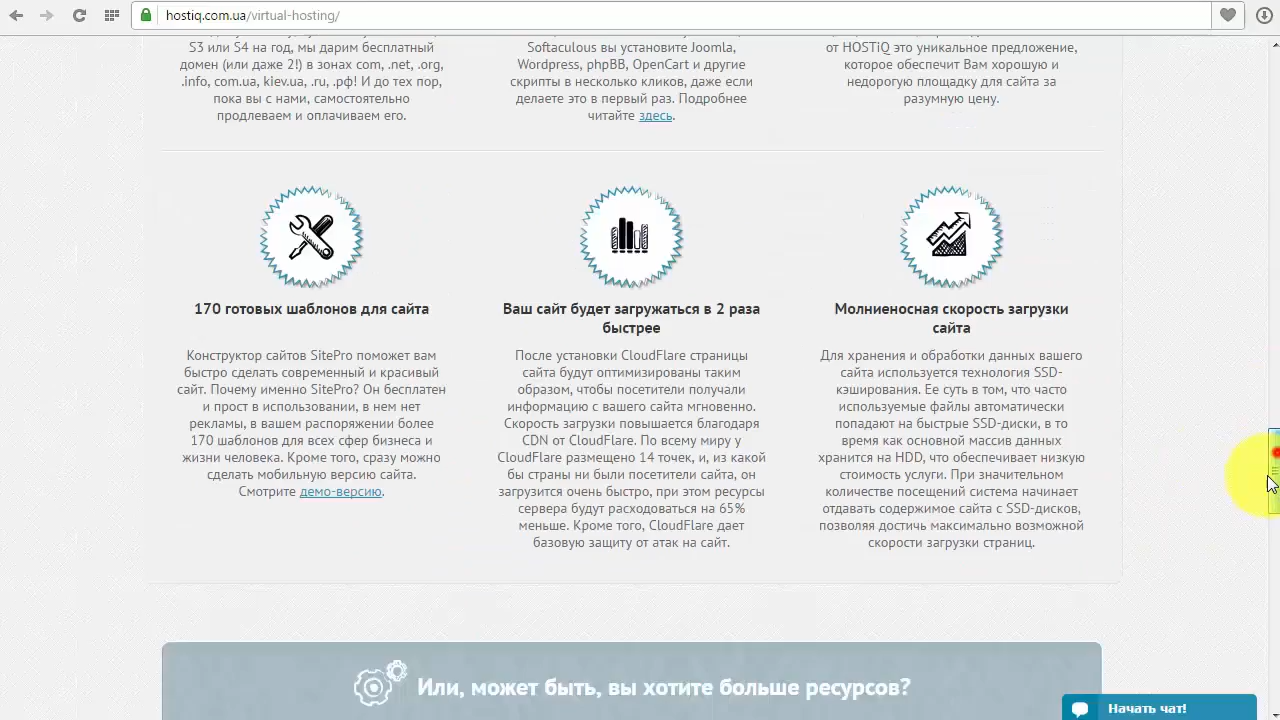 hostiq.com.ua/virtual-hosting/
S3 или S4 на год, мы дарим бесплатный
домен (или даже 2!) в зонах com, .net, .org,
.info, com.ua, kiev.ua, .ru, .рф! И до тех пор,
пока вы с нами, самостоятельно
продлеваем и оплачиваем его.
Softaculous вы установите Joomla,
Wordpress, phpBB, OpenCart и другие
скрипты в несколько кликов, даже если
делаете это в первый раз. Подробнее
читайте здесь.
от HOSTiQ это уникальное предложение,
которое обеспечит Вам хорошую и
недорогую площадку для сайта за
разумную цену.
170 готовых шаблонов для сайта
Конструктор сайтов SitePro поможет вам
быстро сделать современный и красивый
сайт. Почему именно SitePro? Он бесплатен
и прост в использовании, в нем нет
рекламы, в вашем распоряжении более
170 шаблонов для всех сфер бизнеса и
жизни человека. Кроме того, сразу можно
сделать мобильную версию сайта.
Смотрите демо-версию.
Ваш сайт будет загружаться в 2 раза
быстрее
После установки CloudFlare страницы
сайта будут оптимизированы таким
образом, чтобы посетители получали
информацию с вашего сайта мгновенно.
Скорость загрузки повышается благодаря
CDN от CloudFlare. По всему миру у
CloudFlare размещено 14 точек, и, из какой
бы страны и были посетители сайта, он
загрузится очень быстро, при этом ресурсы
сервера будут расходоваться на 65%
меньше. Кроме того, CloudFlare дает
базовую защиту от атак на сайт.
Молниеносная скорость загрузки
сайта
Для хранения и обработки данных вашего
сайта используется технология SSD-
кэширования. Ее суть в том, что часто
используемые файлы автоматически
попадают на быстрые SSD-диски, в то
время как основной массив данных
хранится на HDD, что обеспечивает низкую
стоимость услуги. При значительном
количестве посещений система начинает
отдавать содержимое сайта с SSD-дисков,
позволяя достичь максимально возможной
скорости загрузки страниц.
Или, может быть, вы хотите больше ресурсов?
Начать чат!